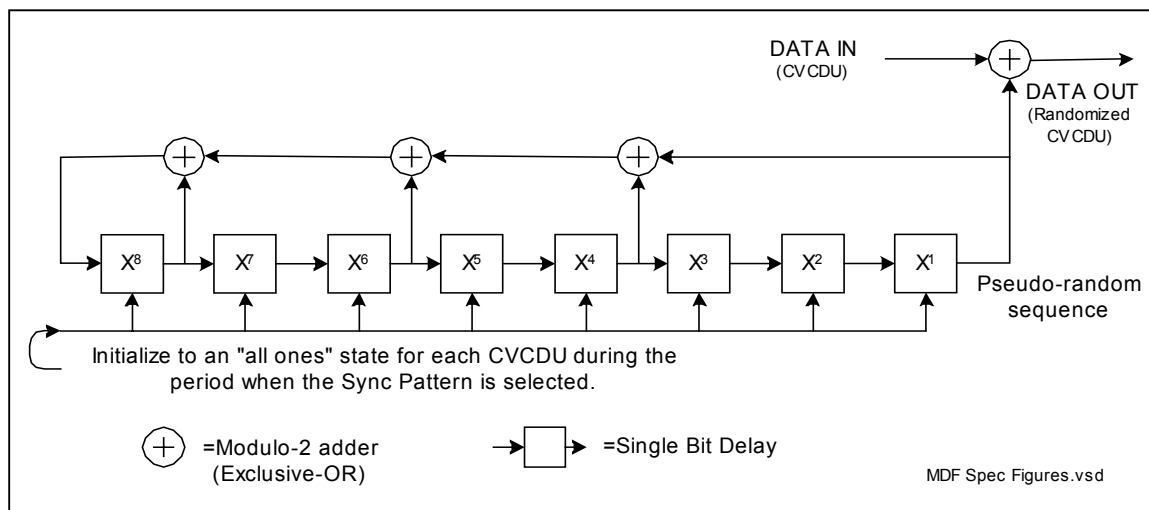 DATA IN
(CVCDU)
+
DATA OUT
(Randomized
CVCDU)
+ + +
X⁸ X⁷ X⁶ X⁵ X⁴ X³ X² X¹
Pseudo-random
sequence
Initialize to an "all ones" state for each CVCDU during the
period when the Sync Pattern is selected.
+ =Modulo-2 adder
(Exclusive-OR)
=Single Bit Delay
MDF Spec Figures.vsd